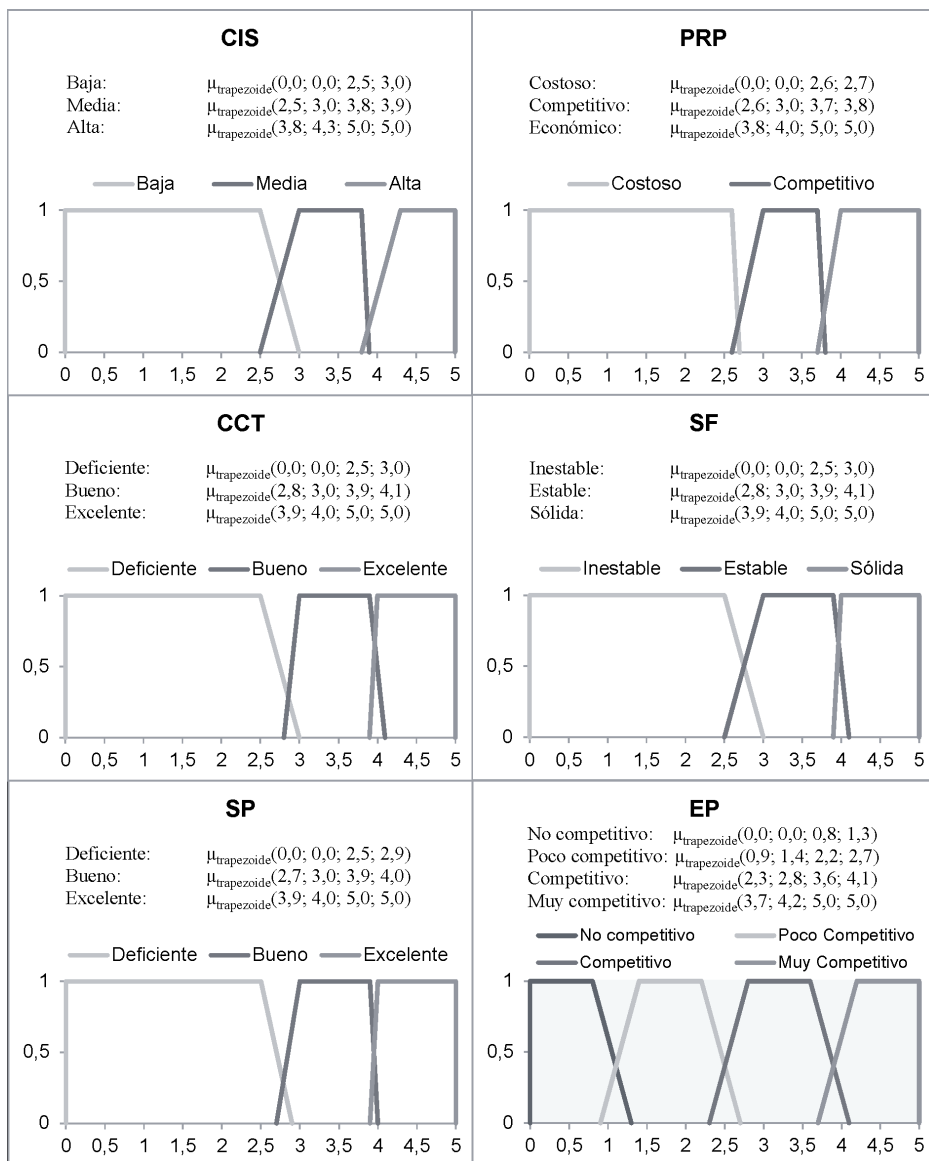 CIS
Baja: μtrapezoide(0,0; 0,0; 2,5; 3,0)
Media: μtrapezoide(2,5; 3,0; 3,8; 3,9)
Alta: μtrapezoide(3,8; 4,3; 5,0; 5,0)
Baja Media Alta
1
0,5
0
0 0,5 1 1,5 2 2,5 3 3,5 4 4,5 5
PRP
Costoso: μtrapezoide(0,0; 0,0; 2,6; 2,7)
Competitivo: μtrapezoide(2,6; 3,0; 3,7; 3,8)
Económico: μtrapezoide(3,8; 4,0; 5,0; 5,0)
Costoso Competitivo
1
0,5
0
0 0,5 1 1,5 2 2,5 3 3,5 4 4,5 5
CCT
Deficiente: μtrapezoide(0,0; 0,0; 2,5; 3,0)
Bueno: μtrapezoide(2,8; 3,0; 3,9; 4,1)
Excelente: μtrapezoide(3,9; 4,0; 5,0; 5,0)
Deficiente Bueno Excelente
1
0,5
0
0 0,5 1 1,5 2 2,5 3 3,5 4 4,5 5
SF
Inestable: μtrapezoide(0,0; 0,0; 2,5; 3,0)
Estable: μtrapezoide(2,8; 3,0; 3,9; 4,1)
Sólida: μtrapezoide(3,9; 4,0; 5,0; 5,0)
Inestable Estable Sólida
1
0,5
0
0 0,5 1 1,5 2 2,5 3 3,5 4 4,5 5
SP
Deficiente: μtrapezoide(0,0; 0,0; 2,5; 2,9)
Bueno: μtrapezoide(2,7; 3,0; 3,9; 4,0)
Excelente: μtrapezoide(3,9; 4,0; 5,0; 5,0)
Deficiente Bueno Excelente
1
0,5
0
0 0,5 1 1,5 2 2,5 3 3,5 4 4,5 5
EP
No competitivo: μtrapezoide(0,0; 0,0; 0,8; 1,3)
Poco competitivo: μtrapezoide(0,9; 1,4; 2,2; 2,7)
Competitivo: μtrapezoide(2,3; 2,8; 3,6; 4,1)
Muy competitivo: μtrapezoide(3,7; 4,2; 5,0; 5,0)
No competitivo Poco Competitivo
Competitivo Muy Competitivo
1
0,5
0
0 0,5 1 1,5 2 2,5 3 3,5 4 4,5 5